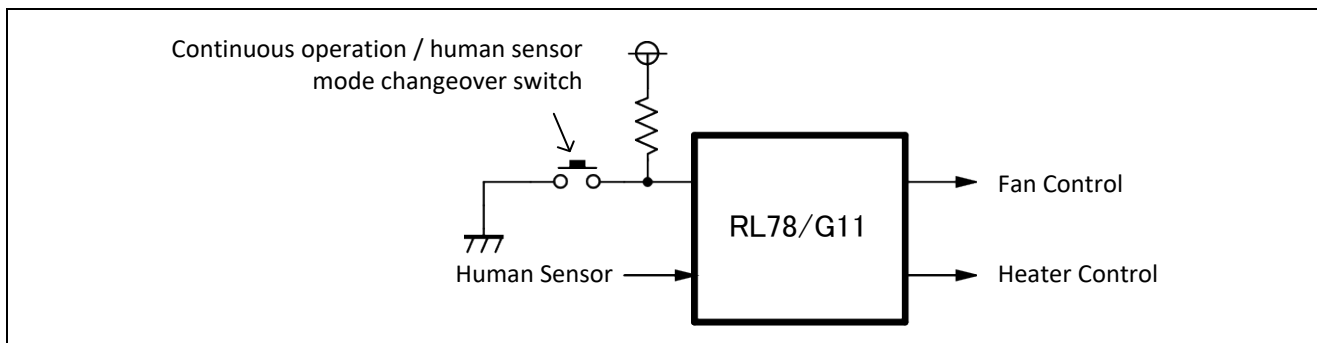 Continuous operation / human sensor
mode changeover switch
RL78/G11
Fan Control
Human Sensor
Heater Control